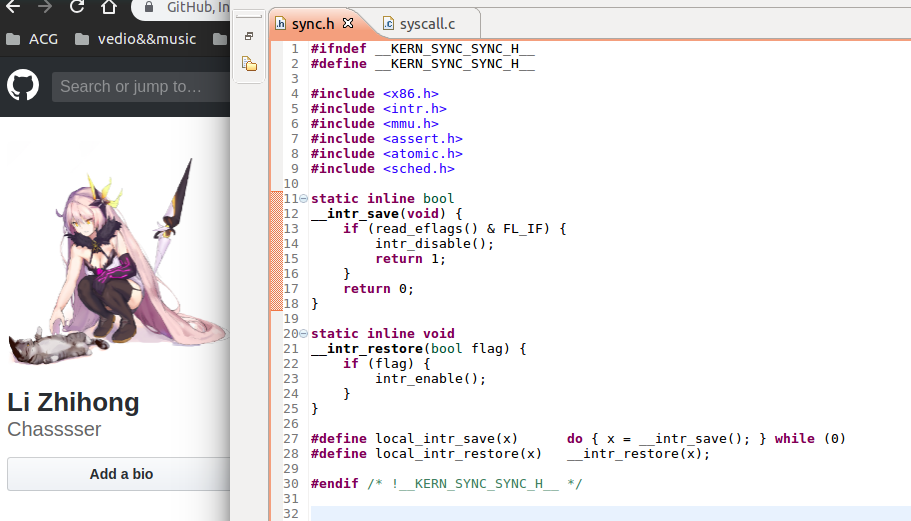 GitHub, In
ACG
vedio&&music
Search or jump to…
Li Zhihong
Chasssser
Add a bio
sync.h
syscall.c
1 #ifndef __KERN_SYNC_SYNC_H__
2 #define __KERN_SYNC_SYNC_H__
3
4 #include <x86.h>
5 #include <intr.h>
6 #include <mmu.h>
7 #include <assert.h>
8 #include <atomic.h>
9 #include <sched.h>
10
11 static inline bool
12 __intr_save(void) {
13     if (read_eflags() & FL_IF) {
14         intr_disable();
15         return 1;
16     }
17     return 0;
18 }
19
20 static inline void
21 __intr_restore(bool flag) {
22     if (flag) {
23         intr_enable();
24     }
25 }
26
27 #define local_intr_save(x)      do { x = __intr_save(); } while (0)
28 #define local_intr_restore(x)   __intr_restore(x);
29
30 #endif /* !__KERN_SYNC_SYNC_H__ */
31
32